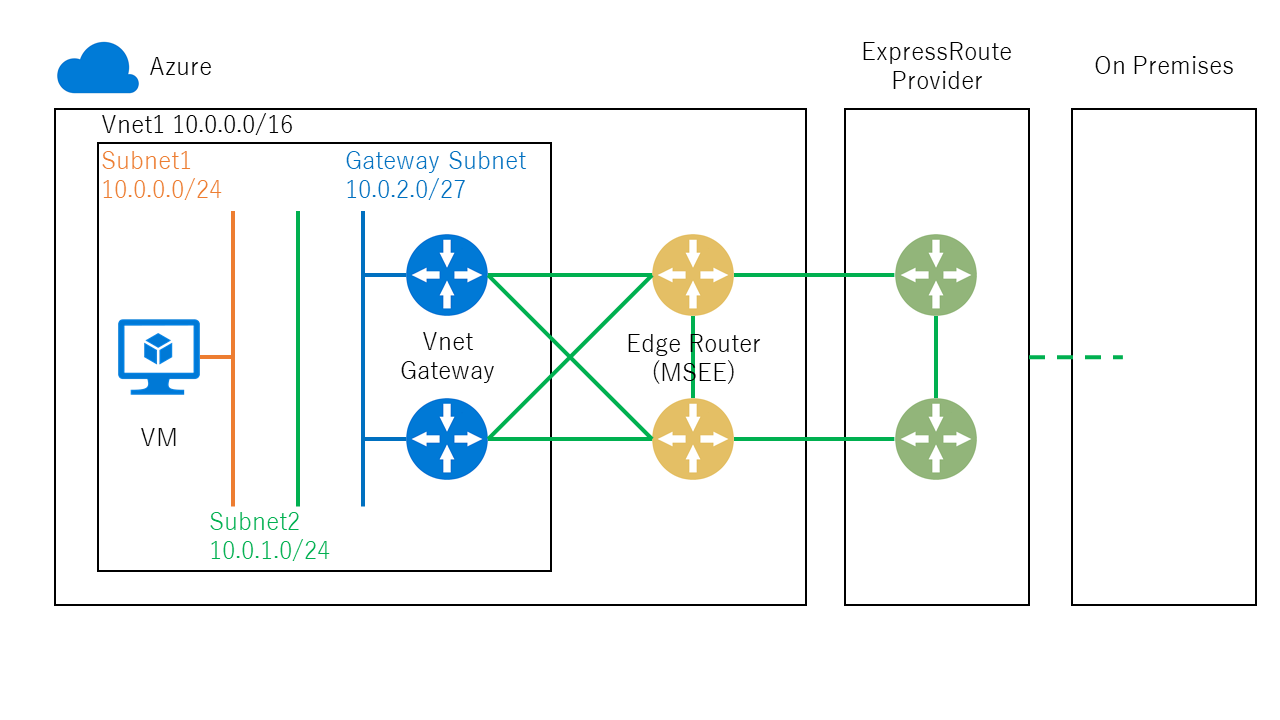 Azure
ExpressRoute
Provider
On Premises
Vnet1 10.0.0.0/16
Subnet1
10.0.0.0/24
Gateway Subnet
10.0.2.0/27
Vnet
Gateway
Edge Router
(MSEE)
VM
Subnet2
10.0.1.0/24